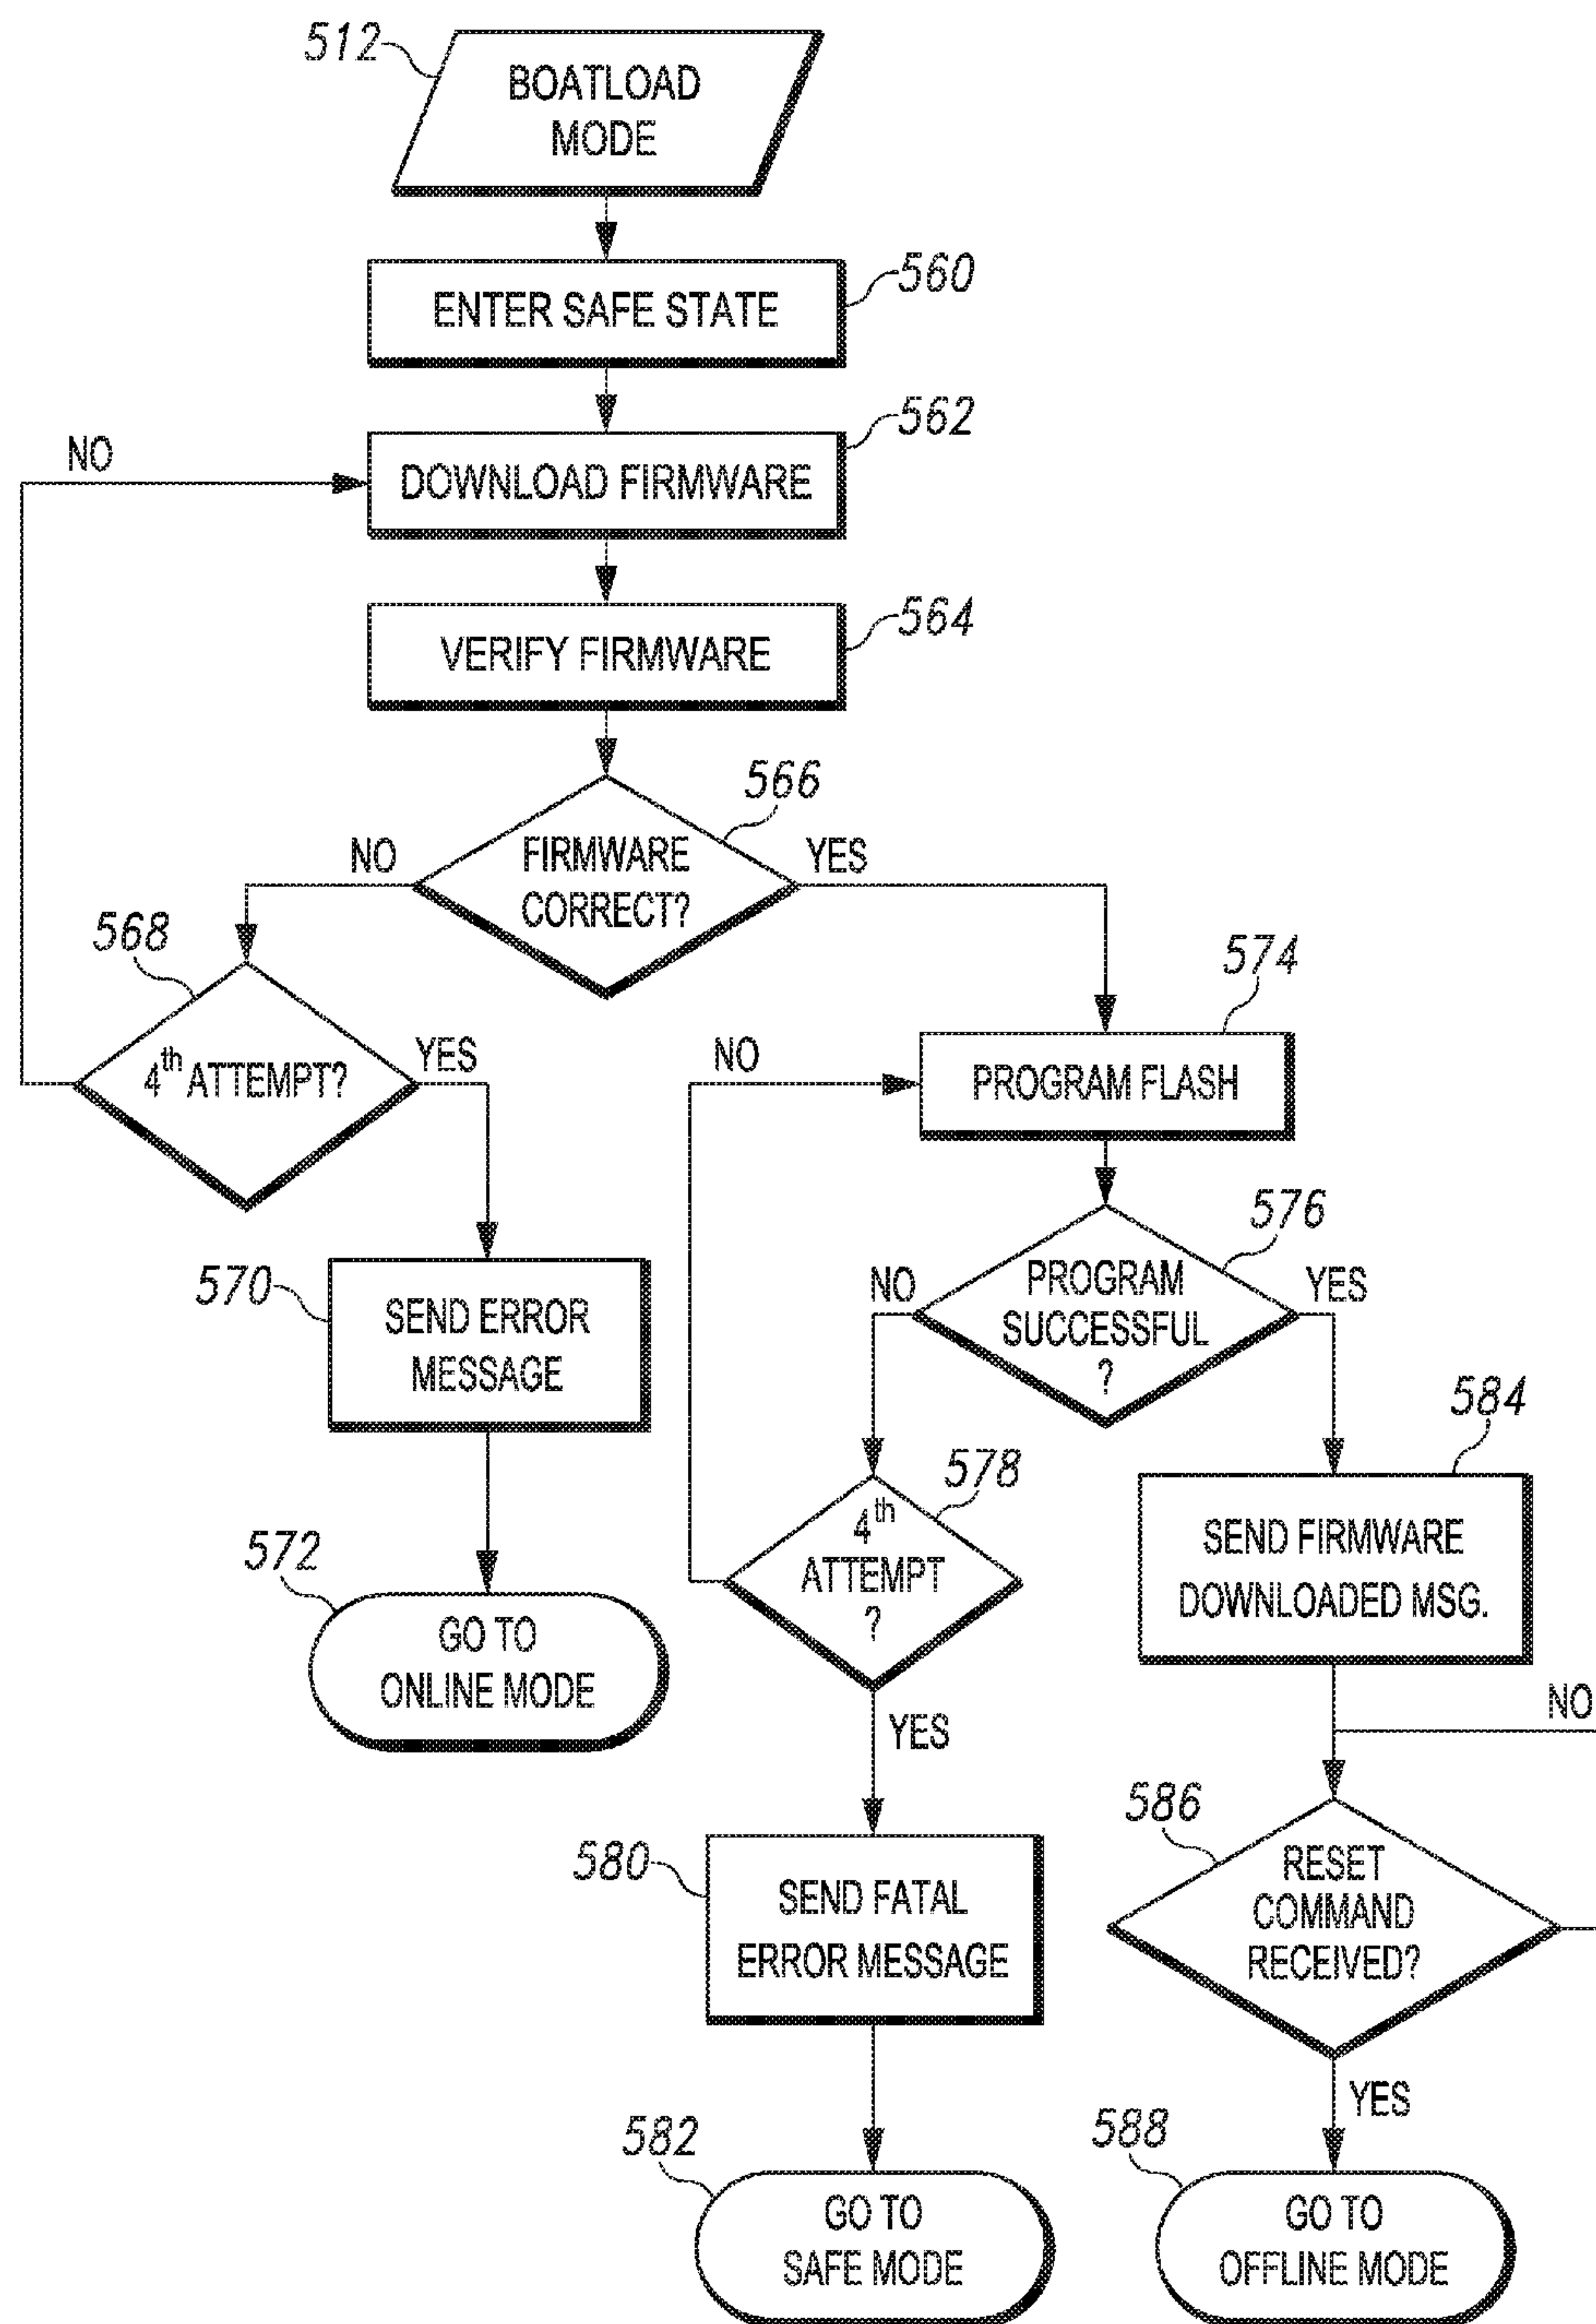 512
BOATLOAD
MODE
560
ENTER SAFE STATE
562
NO
DOWNLOAD FIRMWARE
564
VERIFY FIRMWARE
566
NO
FIRMWARE
CORRECT?
YES
568
4th ATTEMPT?
YES
574
NO
PROGRAM FLASH
570
SEND ERROR
MESSAGE
576
NO
PROGRAM
SUCCESSFUL
?
YES
572
GO TO
ONLINE MODE
578
4th
ATTEMPT
?
YES
584
SEND FIRMWARE
DOWNLOADED MSG.
NO
580
SEND FATAL
ERROR MESSAGE
586
RESET
COMMAND
RECEIVED?
YES
582
GO TO
SAFE MODE
588
GO TO
OFFLINE MODE